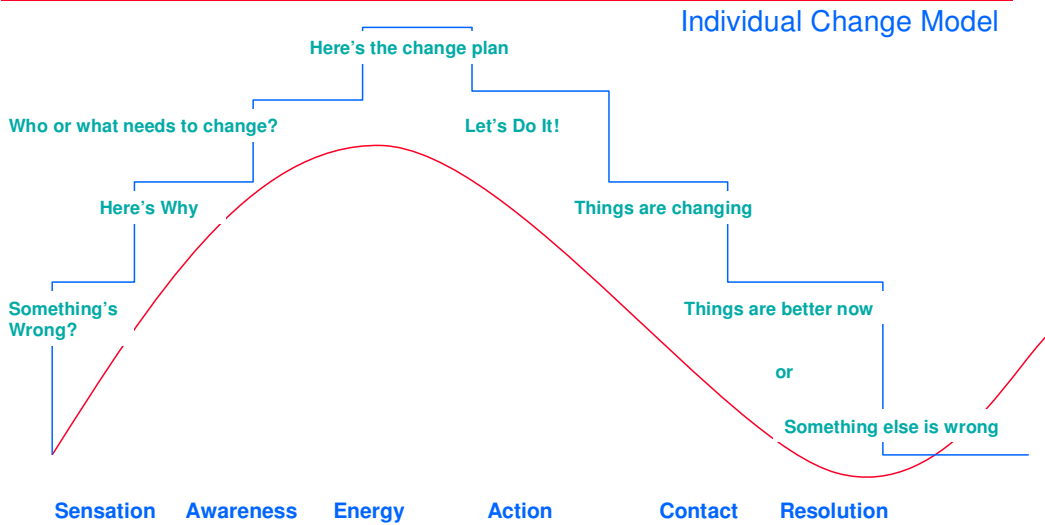 Individual Change Model
Here’s the change plan
Who or what needs to change?
Let’s Do It!
Here’s Why
Things are changing
Something’s
Wrong?
Things are better now
or
Something else is wrong
Sensation Awareness Energy Action Contact Resolution